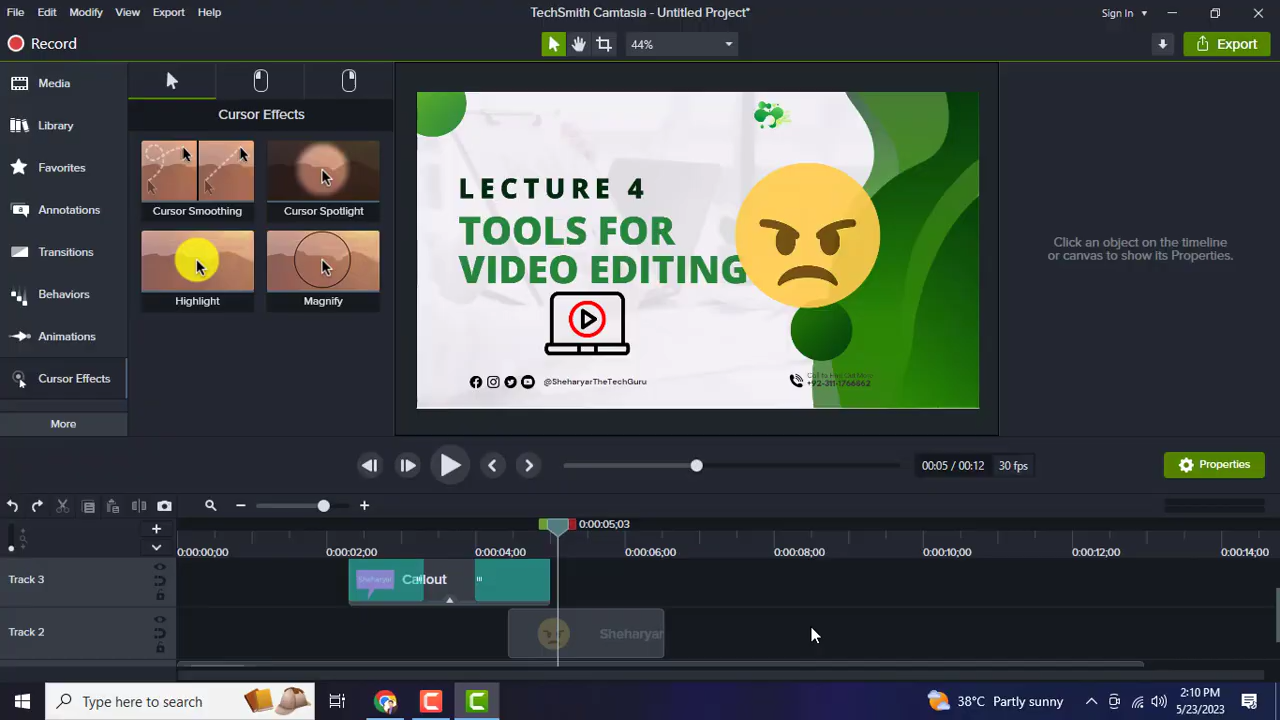 File Edit Modify View Export Help
TechSmith Camtasia - Untitled Project*
Sign In
Record
44%
Export
Media
Library
Favorites
Annotations
Transitions
Behaviors
Animations
Cursor Effects
More
Cursor Effects
Cursor Smoothing
Cursor Spotlight
Highlight
Magnify
LECTURE 4
TOOLS FOR
VIDEO EDITING
@SheharyarTheTechGuru
+92-311-1766862
Click an object on the timeline
or canvas to show its Properties.
00:05 / 00:12 30 fps
Properties
0:00:05;03
0:00:00;00 0:00:02;00 0:00:04;00 0:00:06;00 0:00:08;00 0:00:10;00 0:00:12;00 0:00:14;00
Track 3
Callout
Track 2
Sheharyar
Type here to search
38°C Partly sunny
2:10 PM
5/23/2023